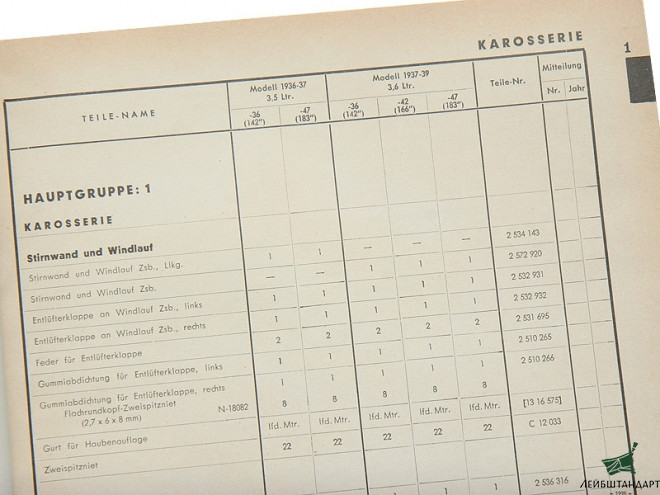 KAROSSERIE
1
TEILE-NAME
Modell 1936-37
3,5 Ltr.
Modell 1937-39
3,6 Ltr.
Teile-Nr.
Mitteilung
-36
(142″)
-47
(183″)
-36
(142″)
-42
(166″)
-47
(183″)
Nr. Jahr
HAUPTGRUPPE: 1
KAROSSERIE
Stirnwand und Windlauf
Stirnwand und Windlauf Zsb., Llkg. 1 1 — — — 2 534 143
Stirnwand und Windlauf Zsb. — — 1 1 1 2 572 920
Entlüfterklappe an Windlauf Zsb., links 1 1 1 1 1 2 532 931
Entlüfterklappe an Windlauf Zsb., rechts 1 1 1 1 1 2 532 932
Feder für Entlüfterklappe 2 2 2 2 2 2 531 695
Gummiabdichtung für Entlüfterklappe, links 1 1 1 1 1 2 510 265
Gummiabdichtung für Entlüfterklappe, rechts 1 1 1 1 1 2 510 265
Flachrundkopf-Zweispitzniet
(2,7 x 6 x 8 mm) N-18082 8 8 8 8 8 [13 16 575]
Gurt für Haubenauflage lfd. Mtr. lfd. Mtr. lfd. Mtr. lfd. Mtr. lfd. Mtr. C 12 033
Zweispitzniet 22 22 22 22 22
2 536 316
ЛЕЙБШТАНДАРТ